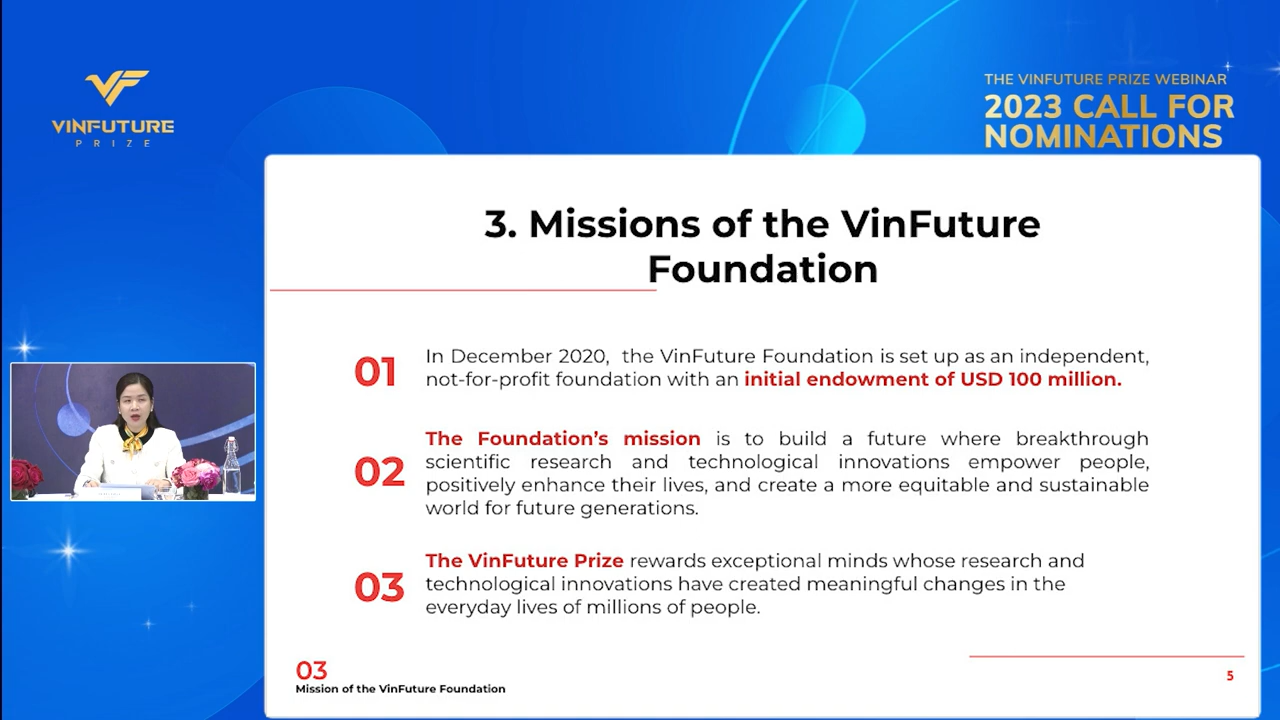 VINFUTURE
PRIZE
THE VINFUTURE PRIZE WEBINAR
2023 CALL FOR
NOMINATIONS
3. Missions of the VinFuture
Foundation
01
In December 2020, the VinFuture Foundation is set up as an independent,
not-for-profit foundation with an initial endowment of USD 100 million.
02
The Foundation’s mission is to build a future where breakthrough
scientific research and technological innovations empower people,
positively enhance their lives, and create a more equitable and sustainable
world for future generations.
03
The VinFuture Prize rewards exceptional minds whose research and
technological innovations have created meaningful changes in the
everyday lives of millions of people.
03
Mission of the VinFuture Foundation
5